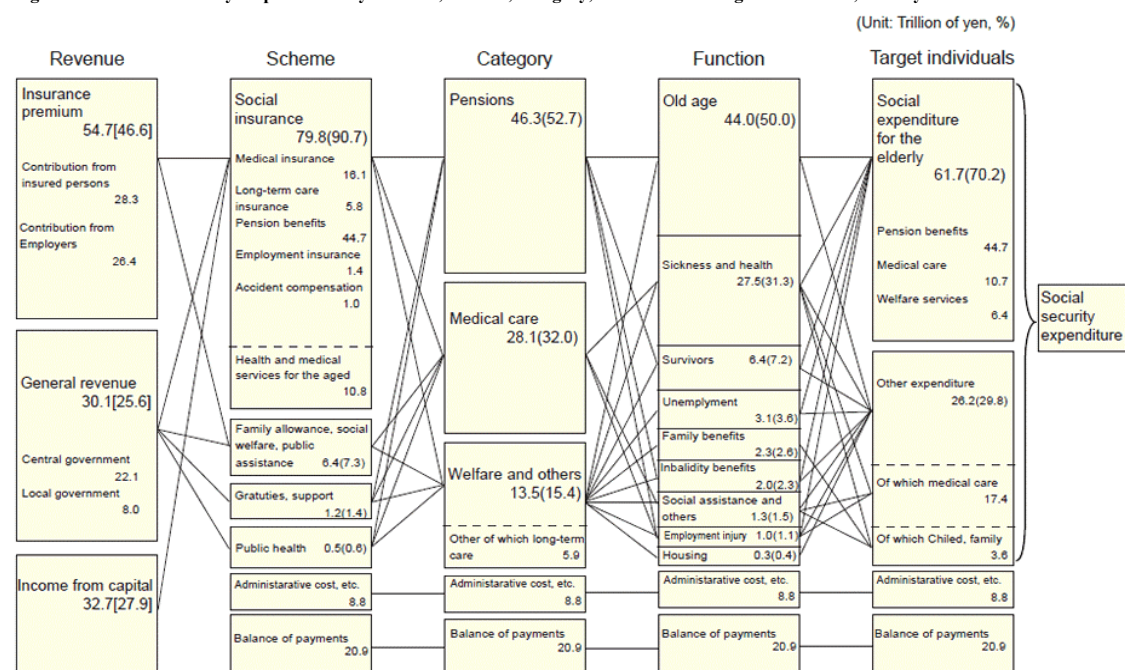 (Unit: Trillion of yen, %)
Revenue
Scheme
Category
Function
Target individuals
Insurance
premium
54.7[46.6]
Contribution from
insured persons
28.3
Contribution from
Employers
26.4
General revenue
30.1[25.6]
Central government
22.1
Local government
8.0
Income from capital
32.7[27.9]
Social
insurance
79.8(90.7)
Medical insurance
16.1
Long-term care
insurance 5.8
Pension benefits
44.7
Employment insurance
1.4
Accident compensation
1.0
Health and medical
services for the aged
10.8
Family allowance, social
welfare, public
assistance 6.4(7.3)
Gratuties, support
1.2(1.4)
Public health 0.5(0.6)
Administarative cost, etc.
8.8
Balance of payments
20.9
Pensions
46.3(52.7)
Medical care
28.1(32.0)
Welfare and others
13.5(15.4)
Other of which long-term
care 5.9
Administarative cost, etc.
8.8
Balance of payments
20.9
Old age
44.0(50.0)
Sickness and health
27.5(31.3)
Survivors 6.4(7.2)
Unemplyment
3.1(3.6)
Family benefits
2.3(2.6)
Inbalidity benefits
2.0(2.3)
Social assistance and
others 1.3(1.5)
Employment injury 1.0(1.1)
Housing 0.3(0.4)
Administarative cost, etc.
8.8
Balance of payments
20.9
Social
expenditure
for the
elderly
61.7(70.2)
Pension benefits
44.7
Medical care
10.7
Welfare services
6.4
Other expenditure
26.2(29.8)
Of which medical care
17.4
Of which Chiled, family
3.6
Administarative cost, etc.
8.8
Balance of payments
20.9
Social
security
expenditure